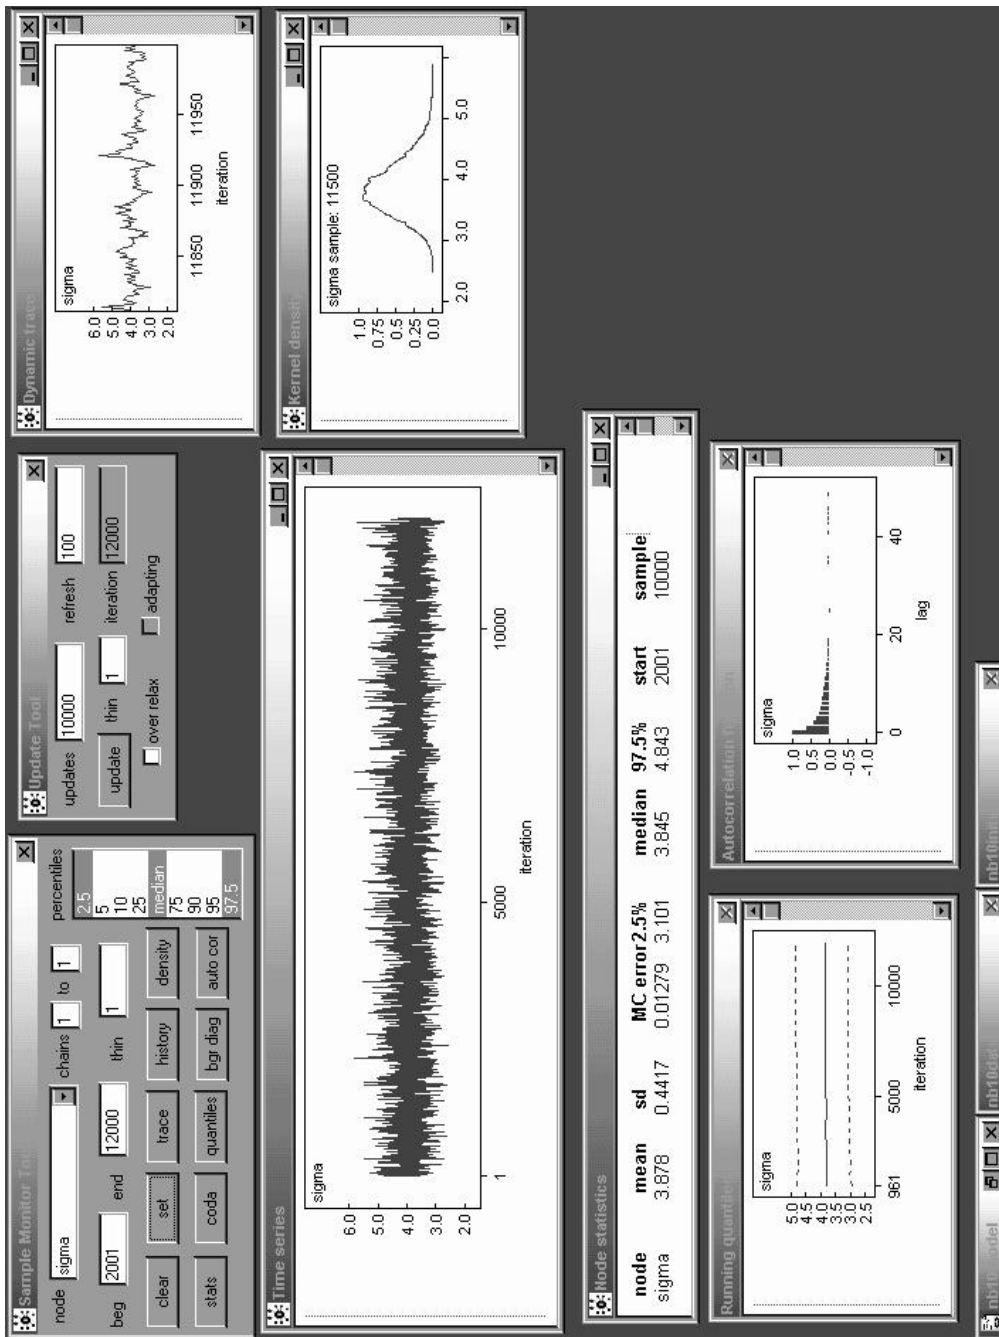 Sample Monitor Tool
node sigma chains 1 to 1 percentiles
beg 2001 end 12000 thin 1
2.5
5
10
25
median
75
90
95
97.5
clear set trace history density
stats coda quantiles bgr diag auto cor
Update Tool
updates 10000 refresh 100
update thin 1 iteration 12000
over relax adapting
Dynamic trace
sigma
6.0
5.0
4.0
3.0
2.0
11850 11900 11950
iteration
Time series
sigma
6.0
5.0
4.0
3.0
2.0
1 5000 10000
iteration
Kernel density
sigma sample: 11500
1.0
0.75
0.5
0.25
0.0
2.0 3.0 4.0 5.0
Node statistics
node mean sd MC error 2.5% median 97.5% start sample
sigma 3.878 0.4417 0.01279 3.101 3.845 4.843 2001 10000
Running quantiles
sigma
5.0
4.5
4.0
3.5
3.0
2.5
961 5000 10000
iteration
Autocorrelation
sigma
1.0
0.5
0.0
-0.5
-1.0
0 20 40
lag
nb10model
nb10dat